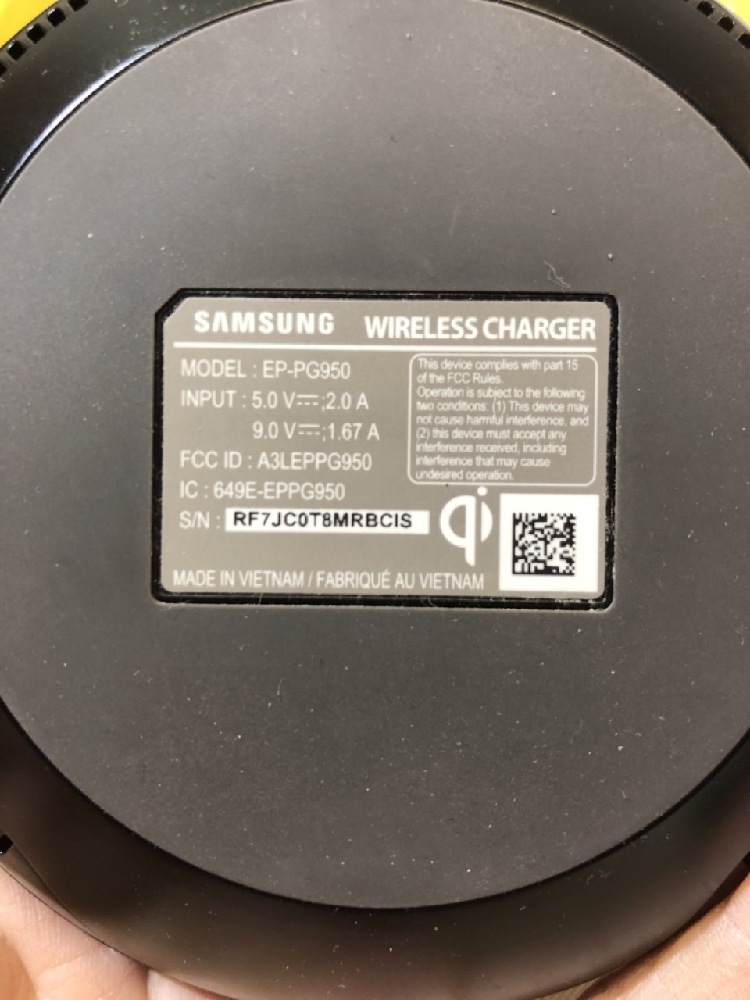 SAMSUNG WIRELESS CHARGER
MODEL : EP-PG950
INPUT : 5.0 V⎓;2.0 A
9.0 V⎓;1.67 A
FCC ID : A3LEPPG950
IC : 649E-EPPG950
S/N : RF7JC0T8MRBCIS
This device complies with part 15
of the FCC Rules.
Operation is subject to the following
two conditions: (1) This device may
not cause harmful interference, and
(2) this device must accept any
interference received, including
interference that may cause
undesired operation.
qi
MADE IN VIETNAM / FABRIQUÉ AU VIETNAM